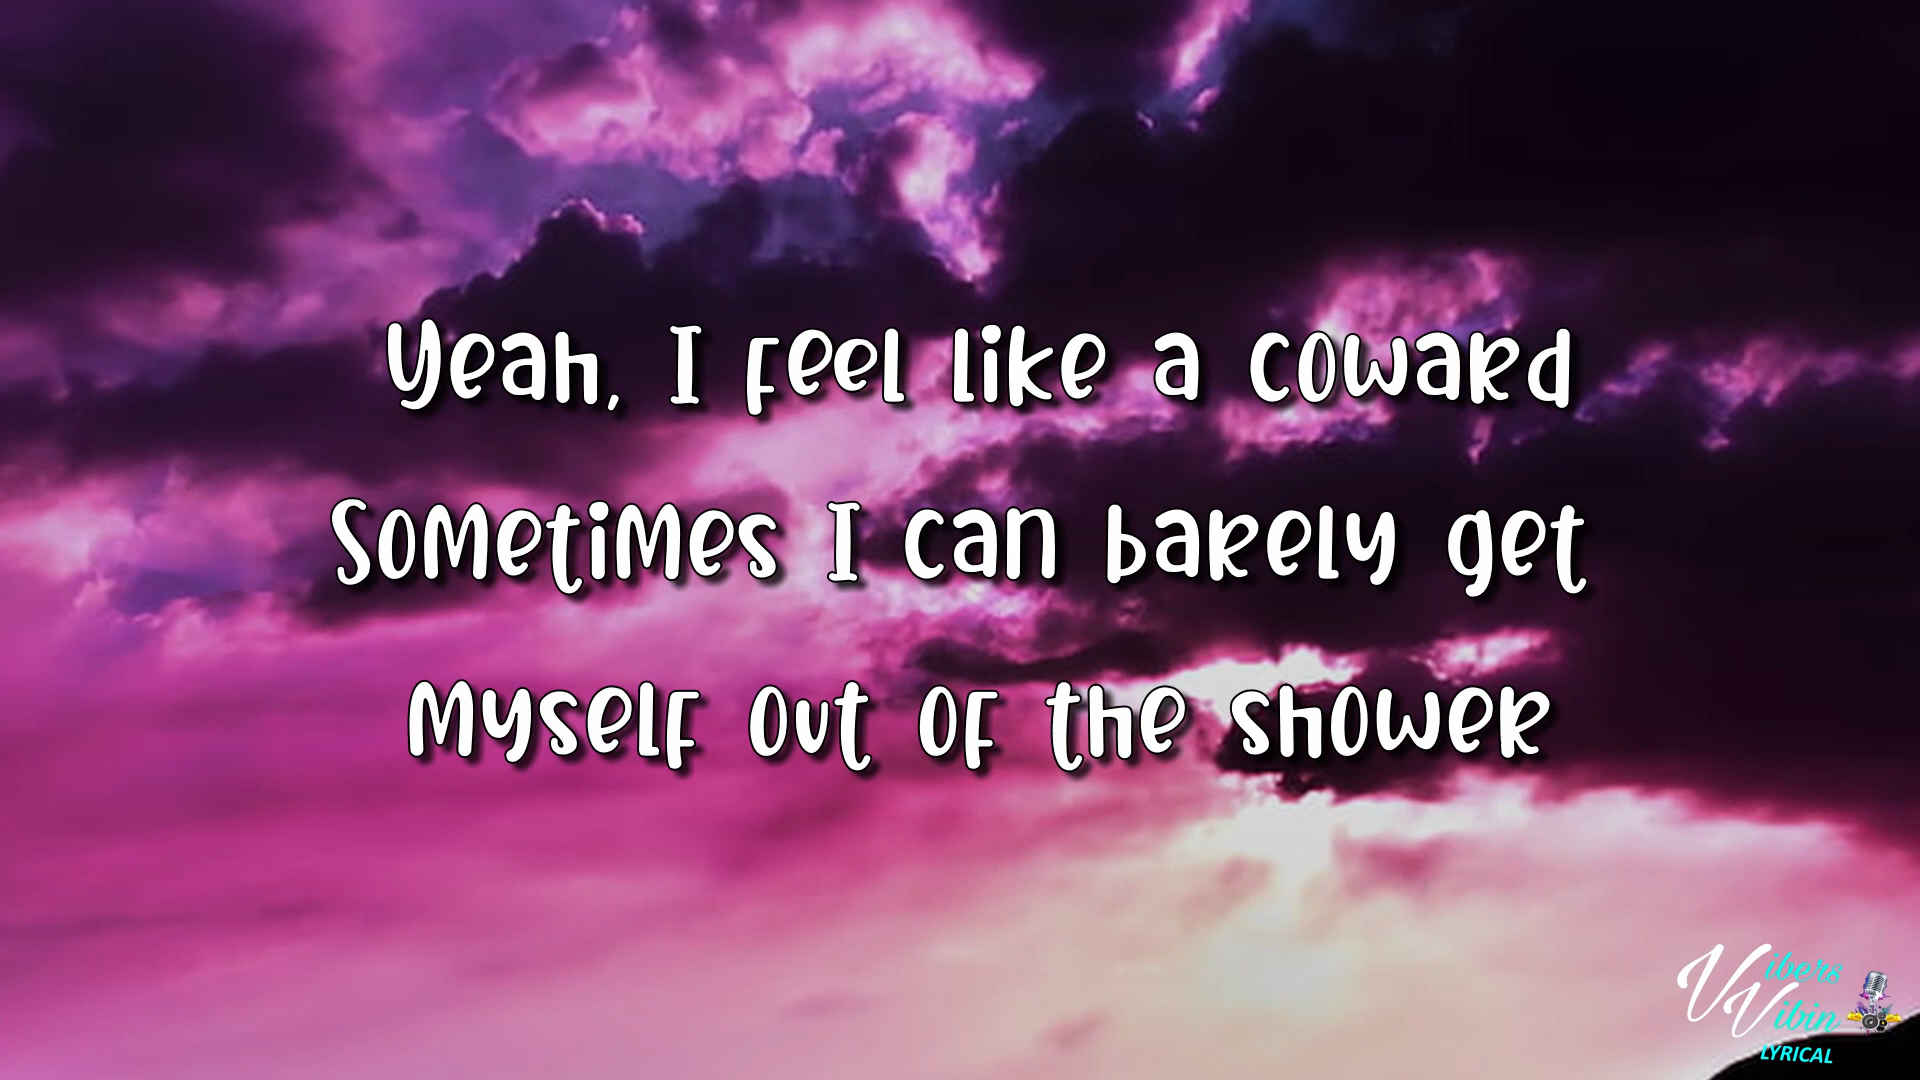 Yeah, I feel like a coward
Sometimes I can barely get
myself out of the shower
Vibers
Vibin
LYRICAL